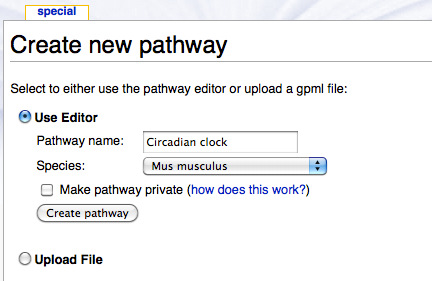 special
Create new pathway
Select to either use the pathway editor or upload a gpml file:
Use Editor
Pathway name: Circadian clock
Species: Mus musculus
Make pathway private (how does this work?)
Create pathway
Upload File